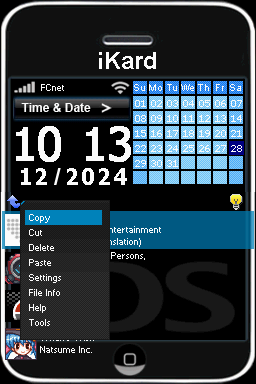 iKard
FCnet
Time & Date >
Su Mo Tu We Th Fr Sa
01 02 03 04 05 06 07
08 09 10 11 12 13 14
15 16 17 18 19 20 21
22 23 24 25 26 27 28
29 30 31
10 13
12/2024
Copy
Cut
Delete
Paste
Settings
File Info
Help
Tools
ntertainment
nslation)
Persons,
OS
Natsume Inc.